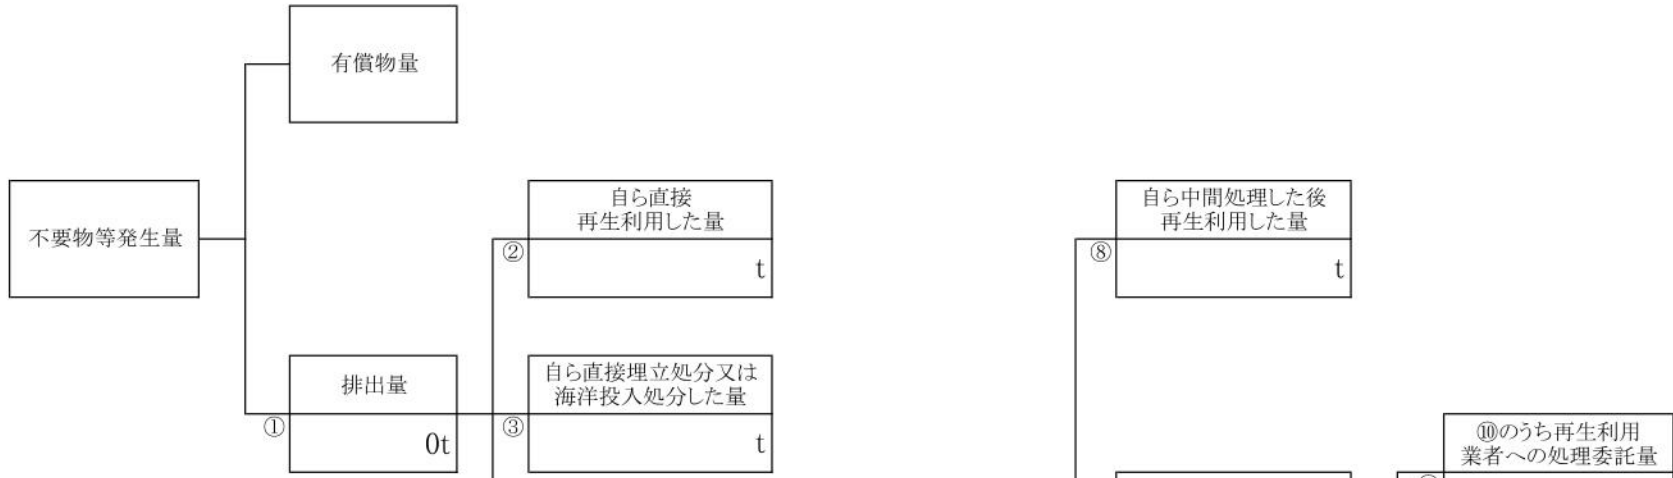 有償物量
不要物等発生量
自ら直接
再生利用した量
②
t
自ら中間処理した後
再生利用した量
⑧
t
排出量
①
0t
自ら直接埋立処分又は
海洋投入処分した量
③
t
⑩のうち再生利用
業者への処理委託量